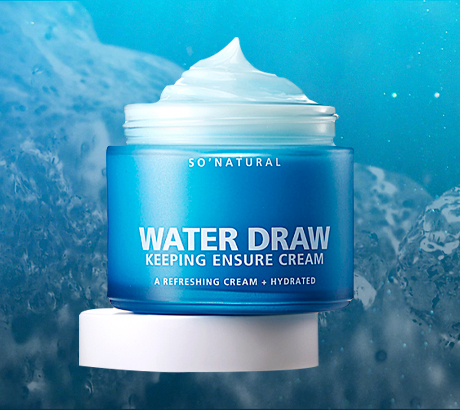 SO'NATURAL
WATER DRAW
KEEPING ENSURE CREAM
A REFRESHING CREAM + HYDRATED